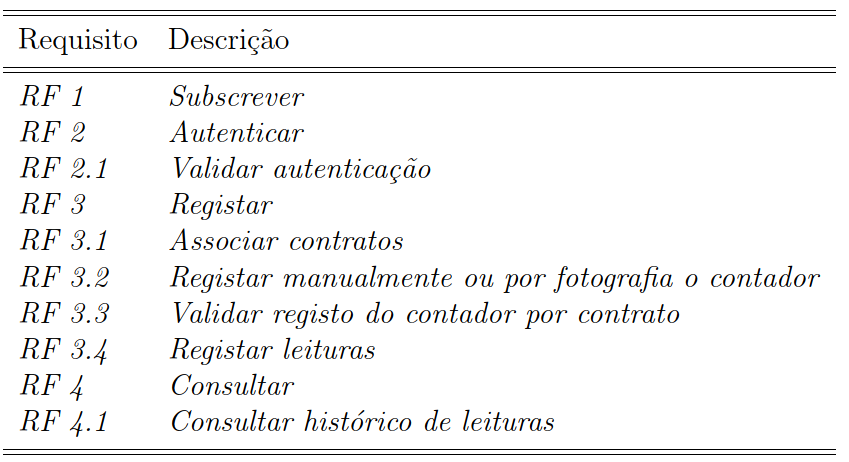 Requisito Descrição
RF 1 Subscrever
RF 2 Autenticar
RF 2.1 Validar autenticação
RF 3 Registar
RF 3.1 Associar contratos
RF 3.2 Registar manualmente ou por fotografia o contador
RF 3.3 Validar registo do contador por contrato
RF 3.4 Registar leituras
RF 4 Consultar
RF 4.1 Consultar histórico de leituras